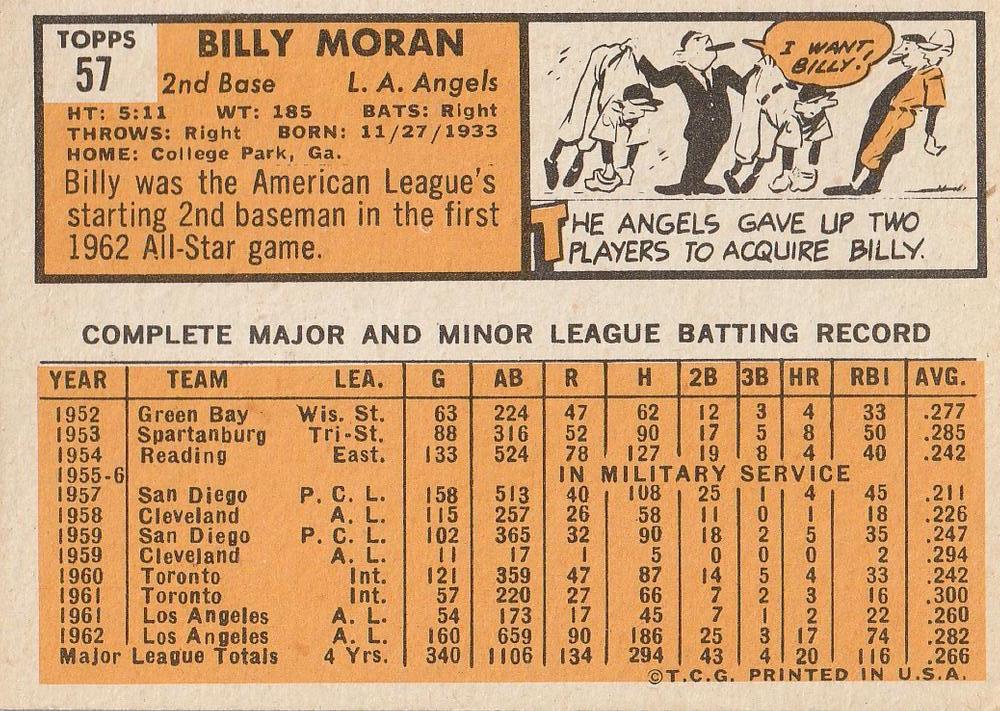 TOPPS
57
BILLY MORAN
2nd Base L. A. Angels
HT: 5:11 WT: 185 BATS: Right
THROWS: Right BORN: 11/27/1933
HOME: College Park, Ga.
Billy was the American League's
starting 2nd baseman in the first
1962 All-Star game.
I WANT
BILLY!
THE ANGELS GAVE UP TWO
PLAYERS TO ACQUIRE BILLY.
COMPLETE MAJOR AND MINOR LEAGUE BATTING RECORD
YEAR TEAM LEA. G AB R H 2B 3B HR RBI AVG.
1952 Green Bay Wis. St. 63 224 47 62 12 3 4 33 .277
1953 Spartanburg Tri-St. 88 316 52 90 17 5 8 50 .285
1954 Reading East. 133 524 78 127 19 8 4 40 .242
1955-6 IN MILITARY SERVICE
1957 San Diego P. C. L. 158 513 40 108 25 1 4 45 .211
1958 Cleveland A. L. 115 257 26 58 11 0 1 18 .226
1959 San Diego P. C. L. 102 365 32 90 18 2 5 35 .247
1959 Cleveland A. L. 11 17 1 5 0 0 0 2 .294
1960 Toronto Int. 121 359 47 87 14 5 4 33 .242
1961 Toronto Int. 57 220 27 66 7 2 3 16 .300
1961 Los Angeles A. L. 54 173 17 45 7 1 2 22 .260
1962 Los Angeles A. L. 160 659 90 186 25 3 17 74 .282
Major League Totals 4 Yrs. 340 1106 134 294 43 4 20 116 .266
©T.C.G. PRINTED IN U.S.A.